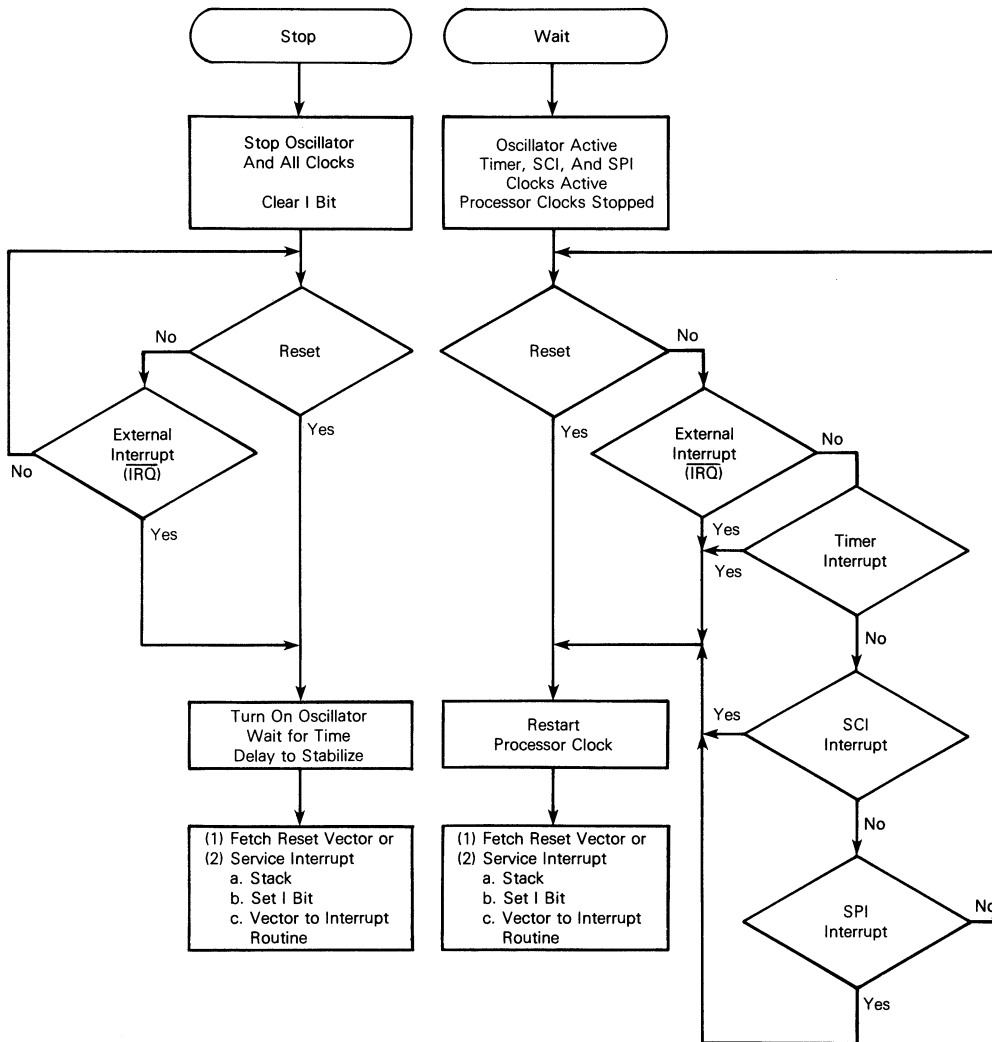 Stop
Stop Oscillator
And All Clocks
Clear I Bit
Reset
No
Yes
External
Interrupt
(IRQ)
No
Yes
Turn On Oscillator
Wait for Time
Delay to Stabilize
(1) Fetch Reset Vector or
(2) Service Interrupt
a. Stack
b. Set I Bit
c. Vector to Interrupt
Routine
Wait
Oscillator Active
Timer, SCI, And SPI
Clocks Active
Processor Clocks Stopped
Reset
No
Yes
External
Interrupt
(IRQ)
No
Yes
Timer
Interrupt
Yes
No
SCI
Interrupt
Yes
No
SPI
Interrupt
No
Yes
Restart
Processor Clock
(1) Fetch Reset Vector or
(2) Service Interrupt
a. Stack
b. Set I Bit
c. Vector to Interrupt
Routine